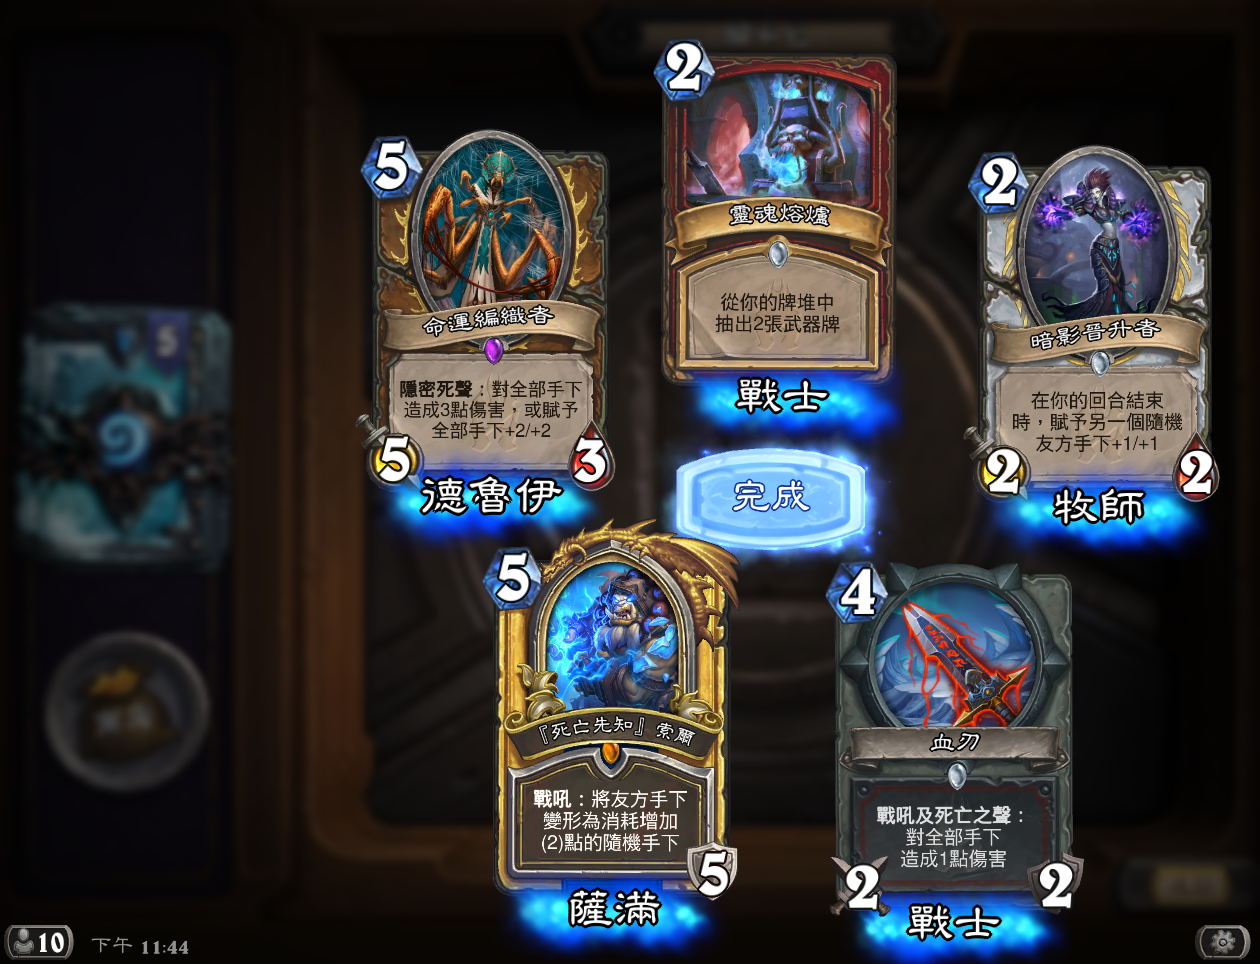 2
靈魂熔爐
從你的牌堆中
抽出2張武器牌
戰士
5
命運編織者
隱密死聲：對全部手下
造成3點傷害，或賦予
全部手下+2/+2
5
3
德魯伊
2
暗影晉升者
在你的回合結束
時，賦予另一個隨機
友方手下+1/+1
2
2
牧師
完成
5
『死亡先知』索爾
戰吼：將友方手下
變形為消耗增加
(2)點的隨機手下
5
薩滿
4
血刃
戰吼及死亡之聲：
對全部手下
造成1點傷害
2
2
戰士
5
10
下午 11:44